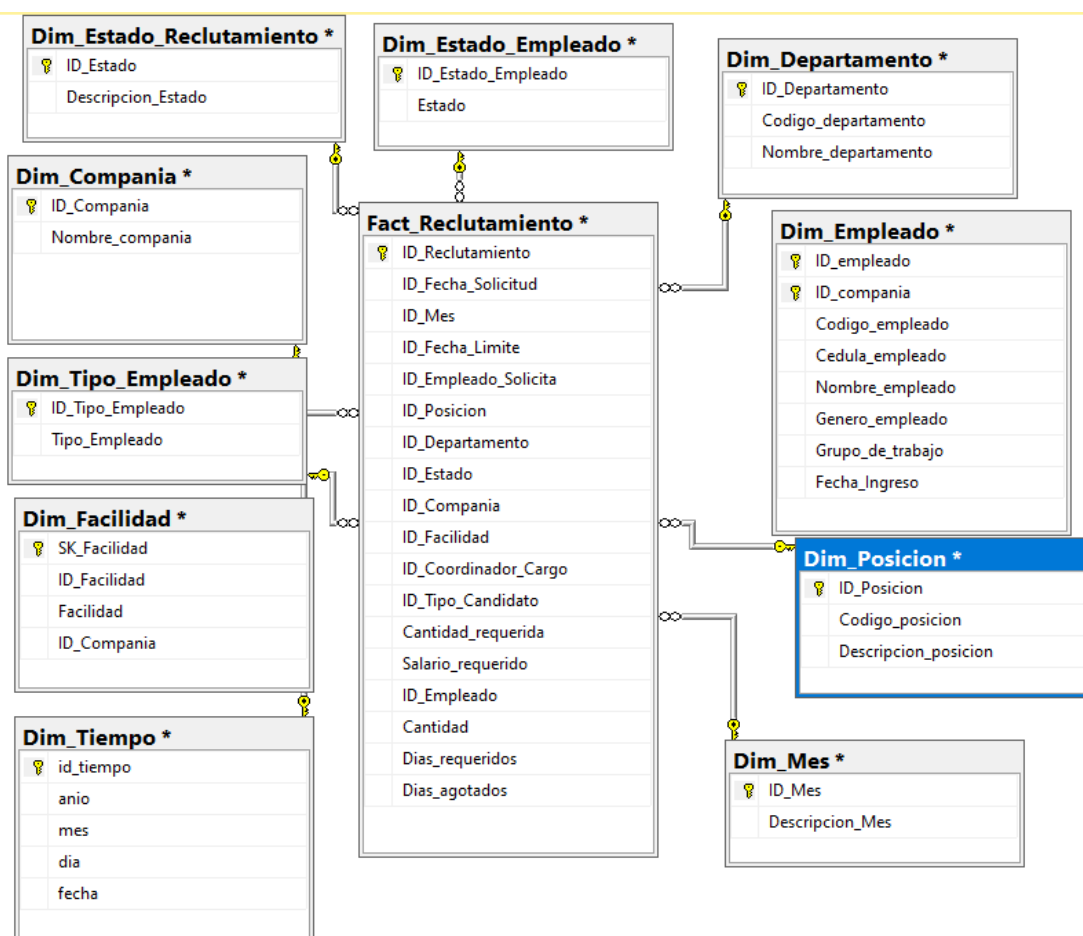 Dim_Estado_Reclutamiento *
ID_Estado
Descripcion_Estado
Dim_Estado_Empleado *
ID_Estado_Empleado
Estado
Dim_Departamento *
ID_Departamento
Codigo_departamento
Nombre_departamento
Dim_Compania *
ID_Compania
Nombre_compania
Fact_Reclutamiento *
ID_Reclutamiento
ID_Fecha_Solicitud
ID_Mes
ID_Fecha_Limite
ID_Empleado_Solicita
ID_Posicion
ID_Departamento
ID_Estado
ID_Compania
ID_Facilidad
ID_Coordinador_Cargo
ID_Tipo_Candidato
Cantidad_requerida
Salario_requerido
ID_Empleado
Cantidad
Dias_requeridos
Dias_agotados
Dim_Empleado *
ID_empleado
ID_compania
Codigo_empleado
Cedula_empleado
Nombre_empleado
Genero_empleado
Grupo_de_trabajo
Fecha_Ingreso
Dim_Tipo_Empleado *
ID_Tipo_Empleado
Tipo_Empleado
Dim_Facilidad *
SK_Facilidad
ID_Facilidad
Facilidad
ID_Compania
Dim_Posicion *
ID_Posicion
Codigo_posicion
Descripcion_posicion
Dim_Tiempo *
id_tiempo
anio
mes
dia
fecha
Dim_Mes *
ID_Mes
Descripcion_Mes